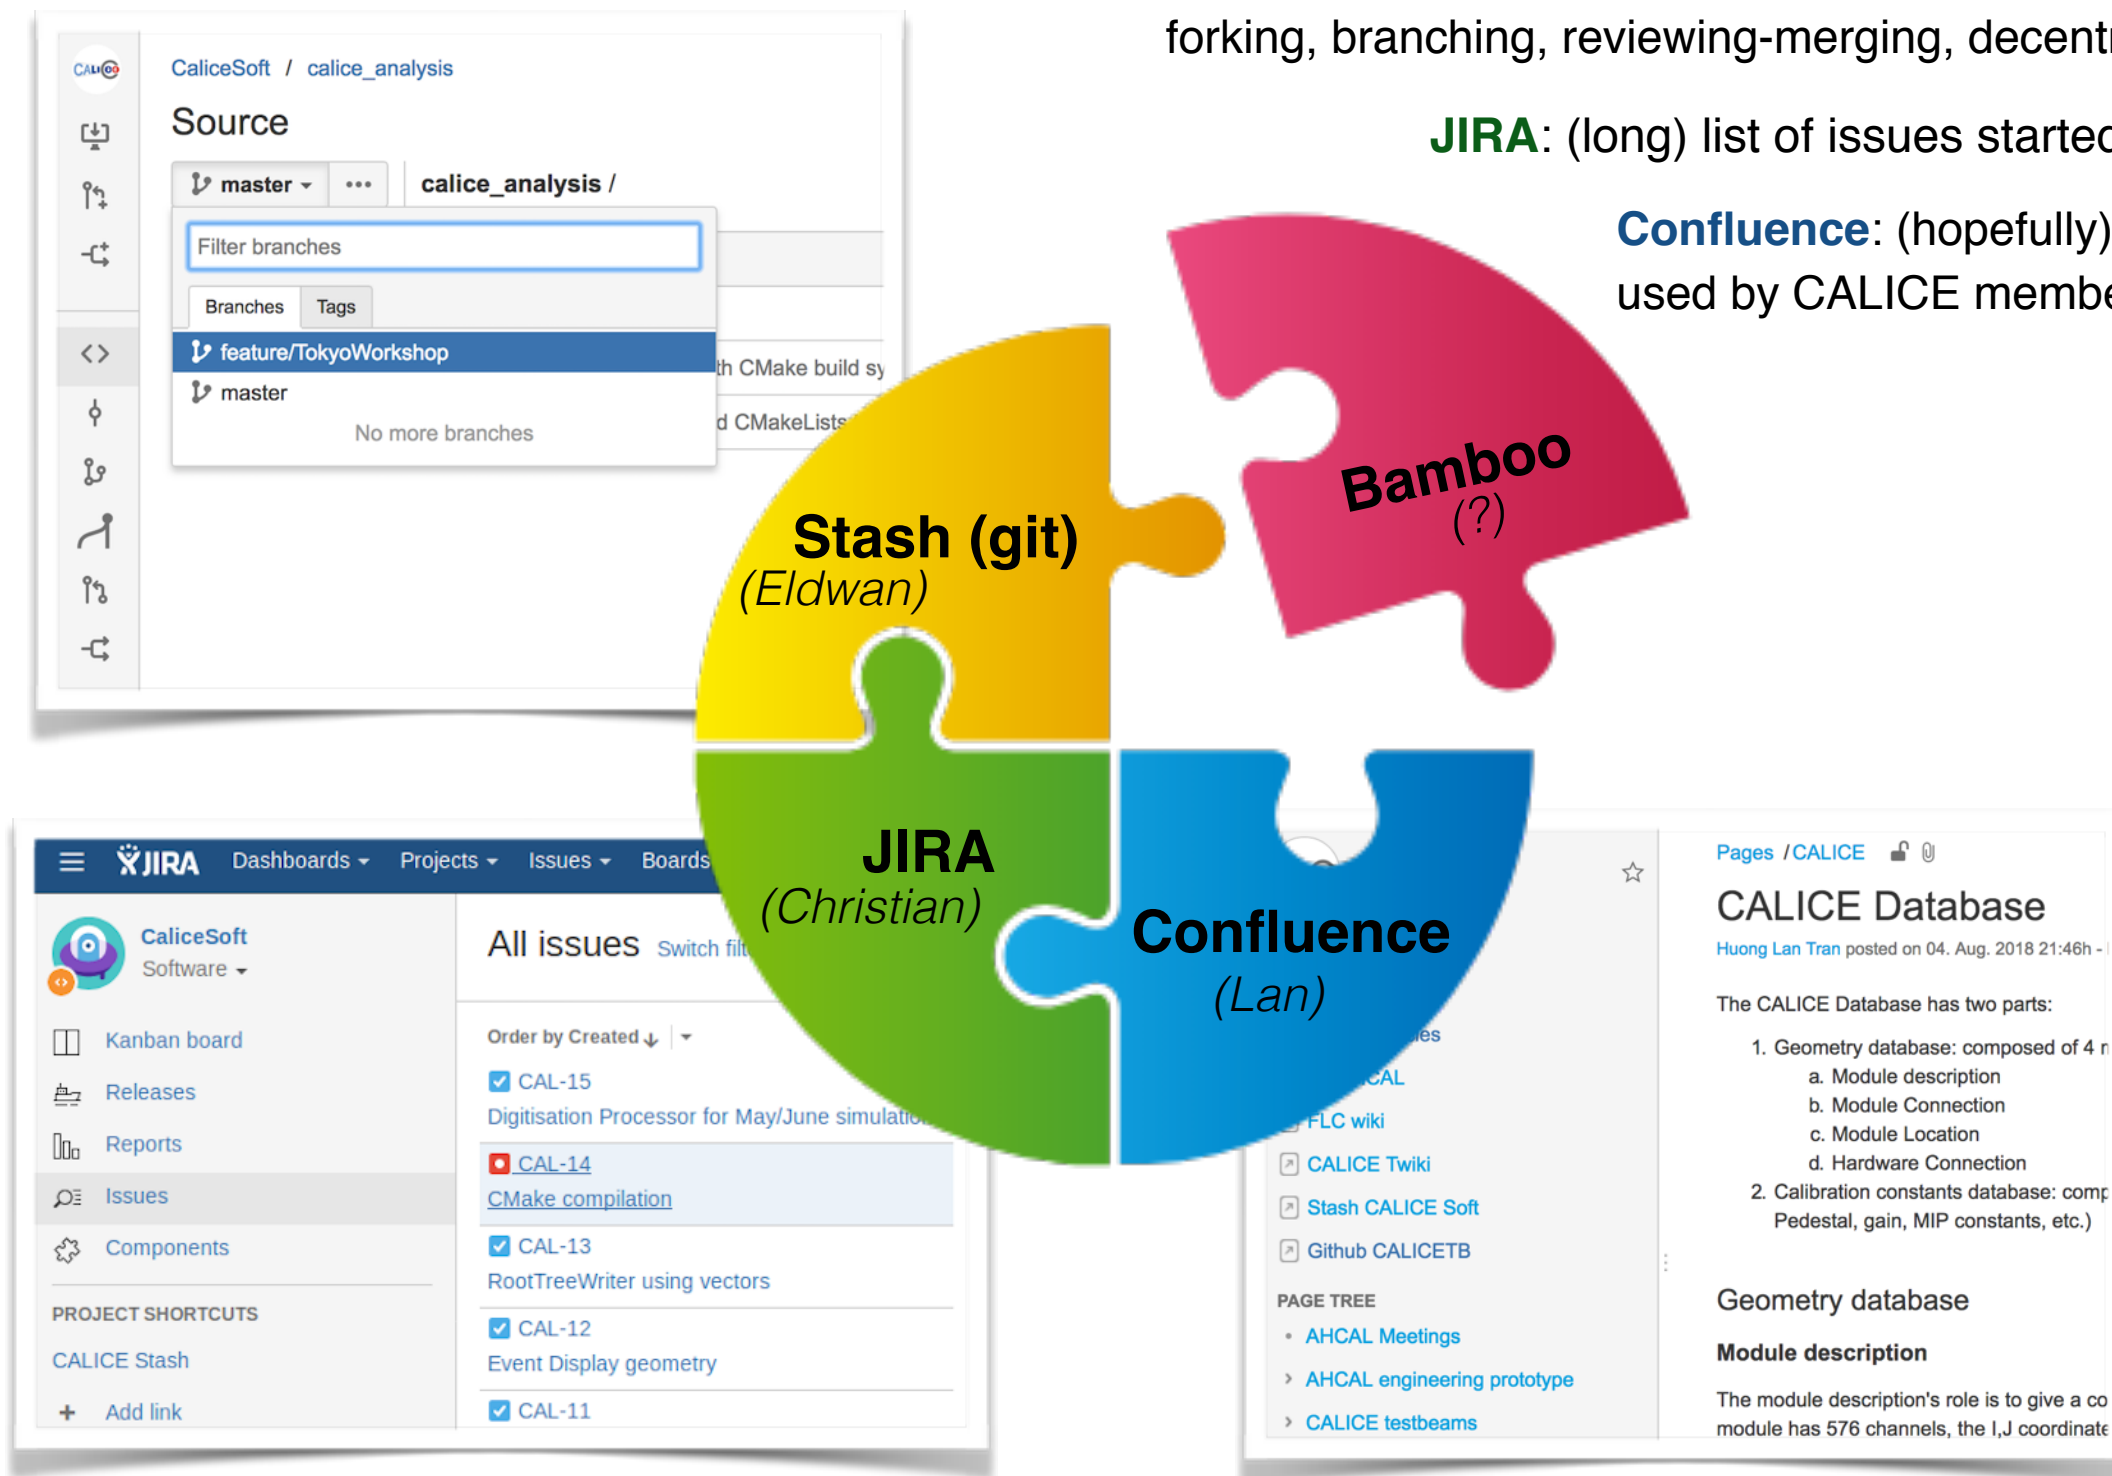 forking, branching, reviewing-merging, decentr
JIRA: (long) list of issues started
Confluence: (hopefully)
used by CALICE membe
CALICE
CaliceSoft / calice_analysis
Source
master ••• calice_analysis /
Filter branches
Branches Tags
feature/TokyoWorkshop
th CMake build sy
master
d CMakeLists
No more branches
Bamboo
(?)
Stash (git)
(Eldwan)
JIRA
(Christian)
Confluence
(Lan)
JIRA Dashboards Projects Issues Boards
CaliceSoft
Software
Kanban board
Releases
Reports
Issues
Components
PROJECT SHORTCUTS
CALICE Stash
+ Add link
All issues Switch filt
Order by Created
CAL-15
Digitisation Processor for May/June simulatio
CAL-14
CMake compilation
CAL-13
RootTreeWriter using vectors
CAL-12
Event Display geometry
CAL-11
les
CAL
FLC wiki
CALICE Twiki
Stash CALICE Soft
Github CALICETB
PAGE TREE
• AHCAL Meetings
> AHCAL engineering prototype
> CALICE testbeams
Pages / CALICE
CALICE Database
Huong Lan Tran posted on 04. Aug. 2018 21:46h -
The CALICE Database has two parts:
1. Geometry database: composed of 4
a. Module description
b. Module Connection
c. Module Location
d. Hardware Connection
2. Calibration constants database: comp
Pedestal, gain, MIP constants, etc.)
Geometry database
Module description
The module description's role is to give a co
module has 576 channels, the I,J coordinate